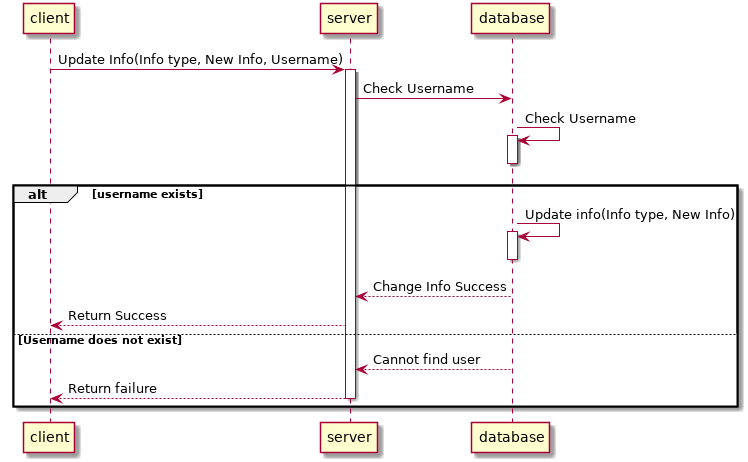 client
server
database
Update Info(Info type, New Info, Username)
Check Username
Check Username
alt
[username exists]
Update info(Info type, New Info)
Change Info Success
Return Success
[Username does not exist]
Cannot find user
Return failure
client
server
database